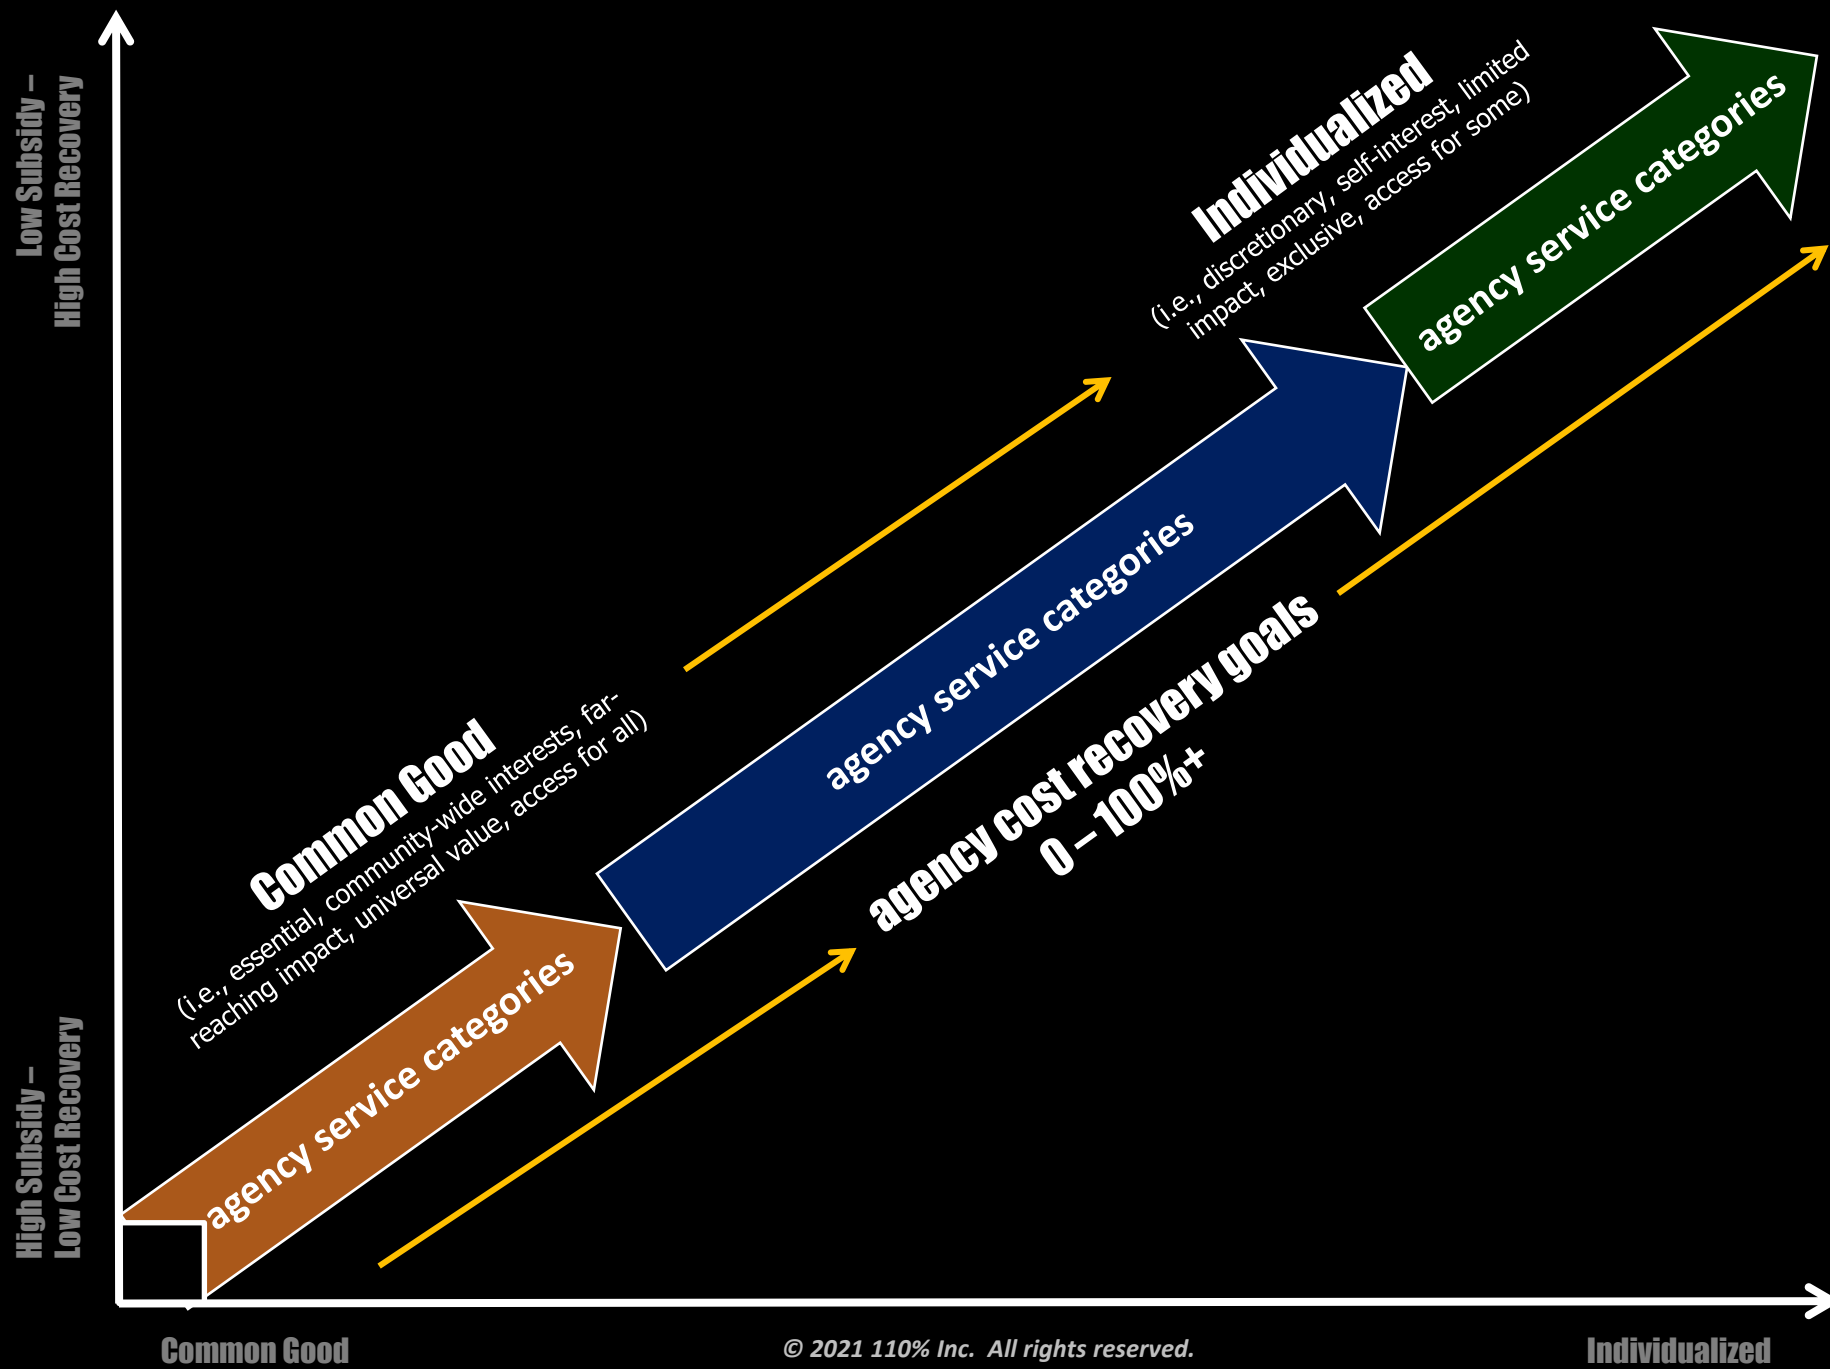 Low Subsidy –
High Cost Recovery
Individualized
(i.e., discretionary, self-interest, limited
impact, exclusive, access for some)
agency service categories
agency service categories
Common Good
(i.e., essential, community-wide interests, far-
reaching impact, universal value, access for all)
agency cost recovery goals
0 – 100%+
agency service categories
High Subsidy –
Low Cost Recovery
Common Good
© 2021 110% Inc. All rights reserved.
Individualized